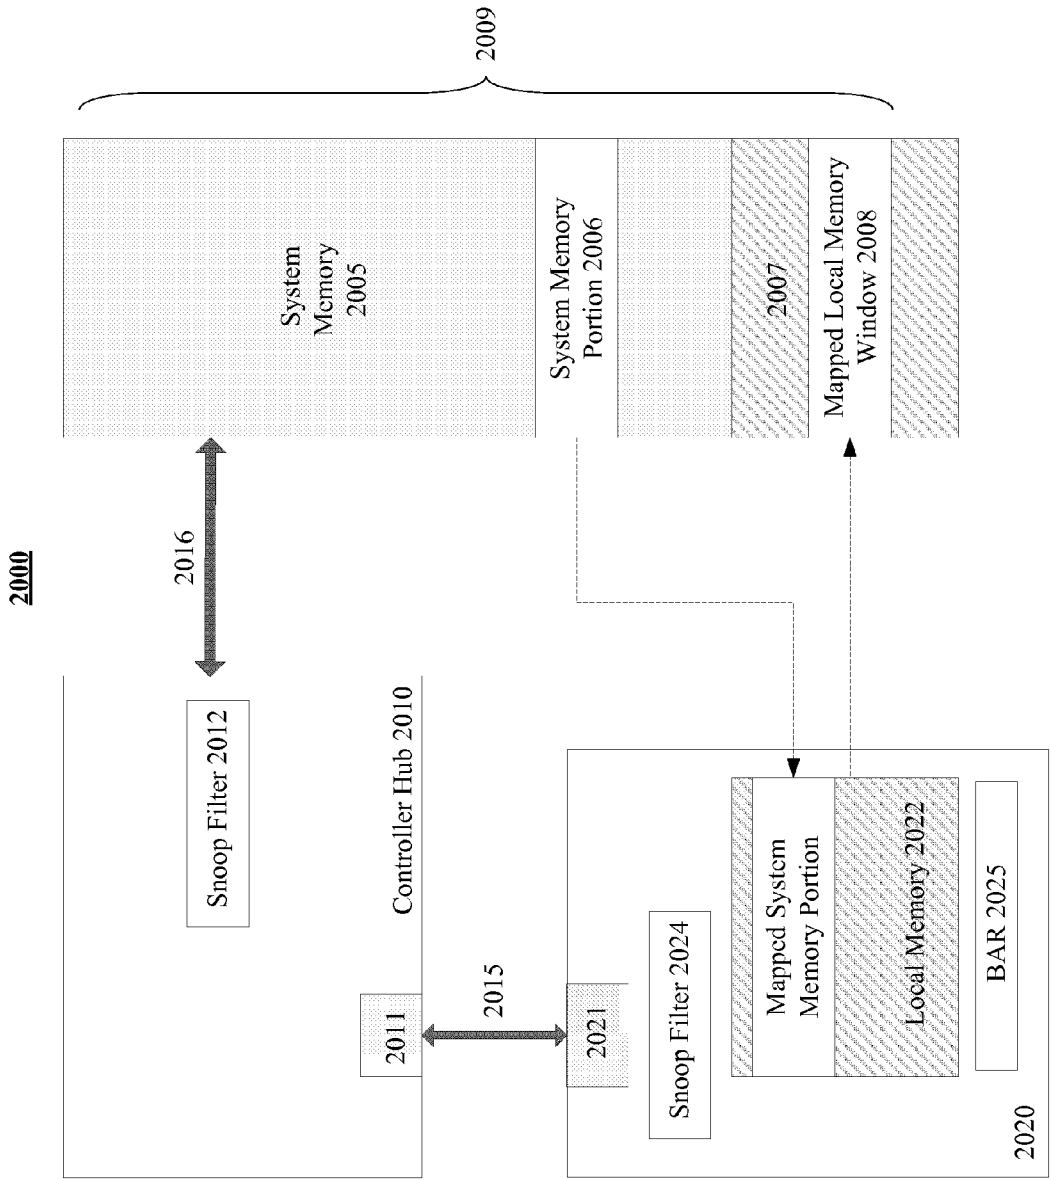 2000
2016
Snoop Filter 2012
System
Memory
2005
2011
Controller Hub 2010
2009
2015
2021
System Memory
Portion 2006
Snoop Filter 2024
Mapped System
Memory Portion
2007
Mapped Local Memory
Window 2008
Local Memory 2022
BAR 2025
2020